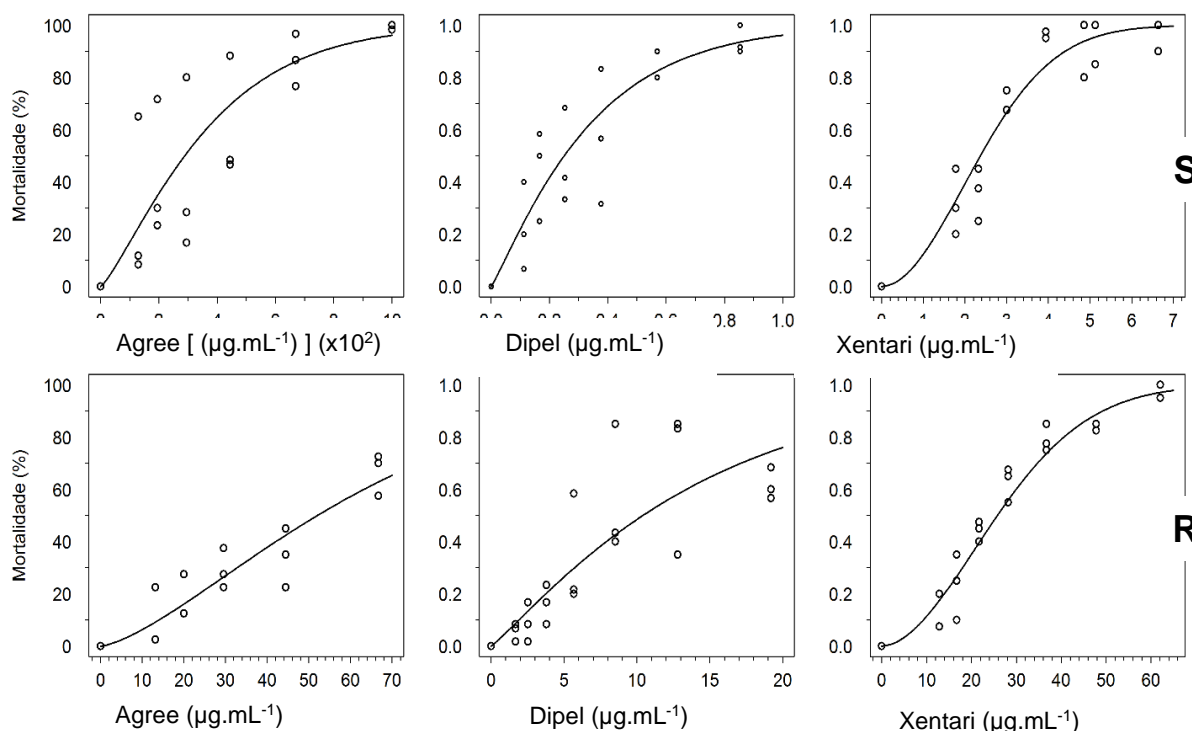 100 1.0 1.0
80 0.8 0.8
60 0.6 0.6
40 0.4 0.4
20 0.2 0.2
0 0.0 0.0
Mortalidade (%)
S
0 2 4 6 8 10
0.0 0.2 0.4 0.6 0.8 1.0
0 1 2 3 4 5 6 7
Agree [ (µg.mL⁻¹) ] (x10²)
Dipel (µg.mL⁻¹)
Xentari (µg.mL⁻¹)
100 1.0 1.0
80 0.8 0.8
60 0.6 0.6
40 0.4 0.4
20 0.2 0.2
0 0.0 0.0
Mortalidade (%)
R
0 10 20 30 40 50 60 70
0 5 10 15 20
0 10 20 30 40 50 60
Agree (µg.mL⁻¹)
Dipel (µg.mL⁻¹)
Xentari (µg.mL⁻¹)